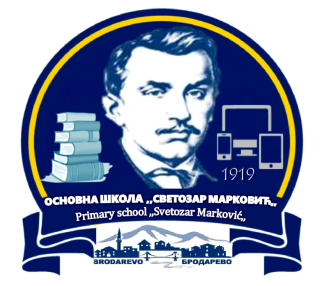 1919
ОСНОВНА ШКОЛА ,,СВЕТОЗАР МАРКОВИЋ,,
Primary school ,,Svetozar Marković,,
BRODAREVO БРОДАРЕВО